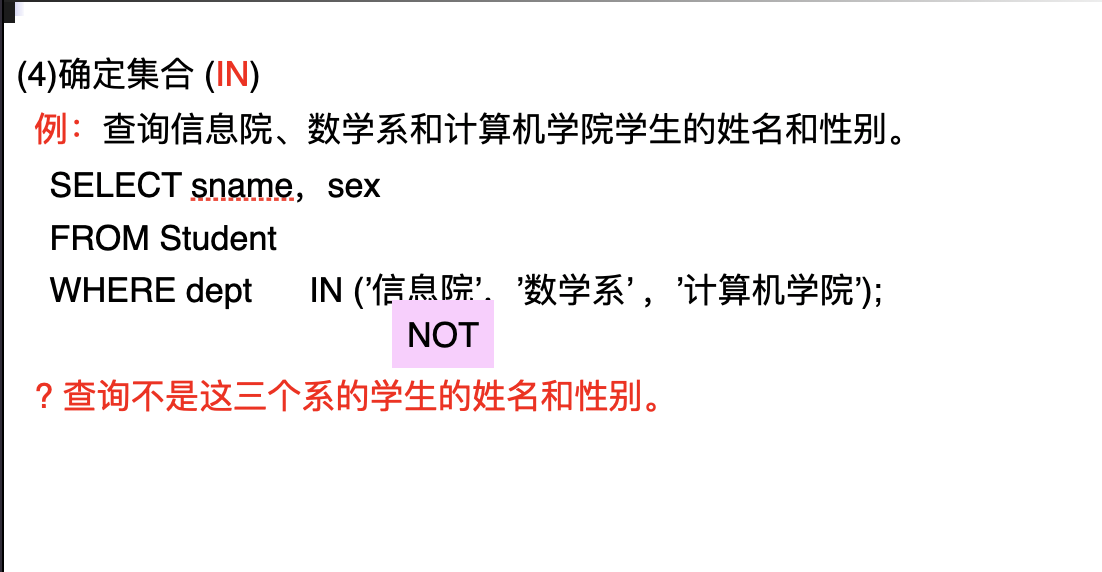 (4)确定集合 (IN)
例：查询信息院、数学系和计算机学院学生的姓名和性别。
SELECT sname，sex
FROM Student
WHERE dept IN (’信息院’，’数学系’，’计算机学院’);
NOT
？查询不是这三个系的学生的姓名和性别。